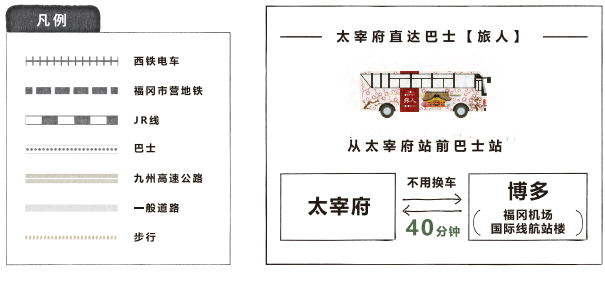 凡例
西铁电车
福冈市营地铁
JR线
巴士
九州高速公路
一般道路
步行
太宰府直达巴士【旅人】
旅人
从太宰府站前巴士站
太宰府
不用换车
40分钟
博多
(福冈机场
国际线航站楼)